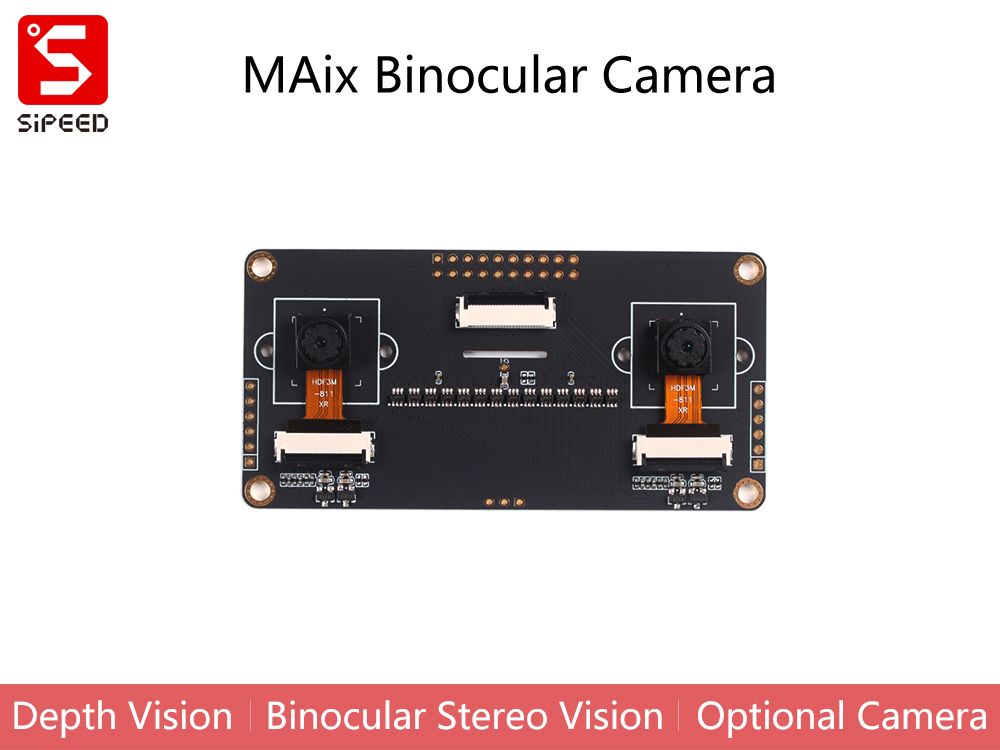 SiPEED
MAix Binocular Camera
HDF3M
-811
XR
HDF3M
-811
XR
Depth Vision
Binocular Stereo Vision
Optional Camera